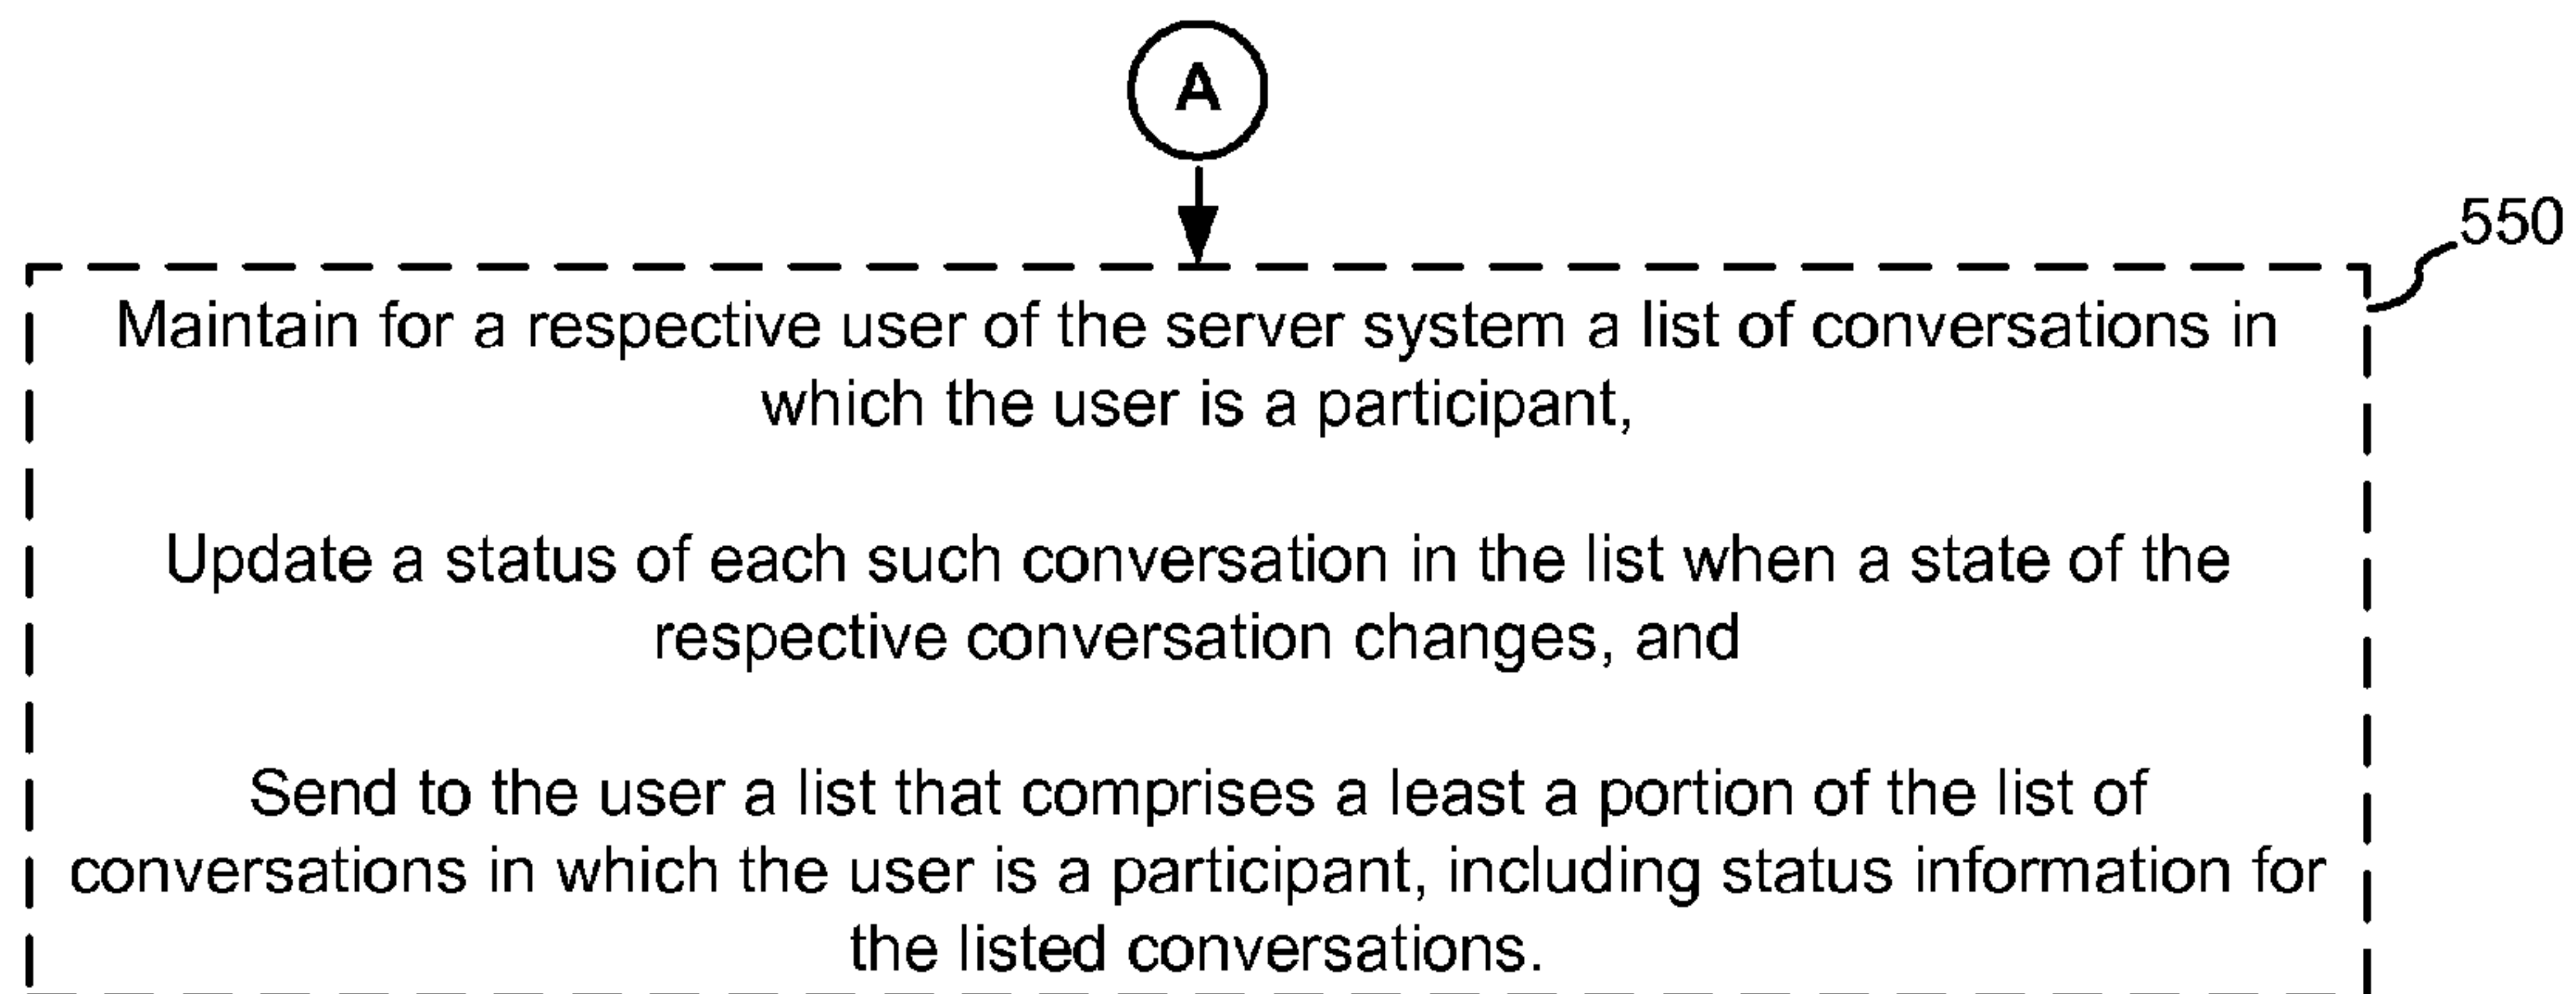 A
550
Maintain for a respective user of the server system a list of conversations in
which the user is a participant,
Update a status of each such conversation in the list when a state of the
respective conversation changes, and
Send to the user a list that comprises a least a portion of the list of
conversations in which the user is a participant, including status information for
the listed conversations.